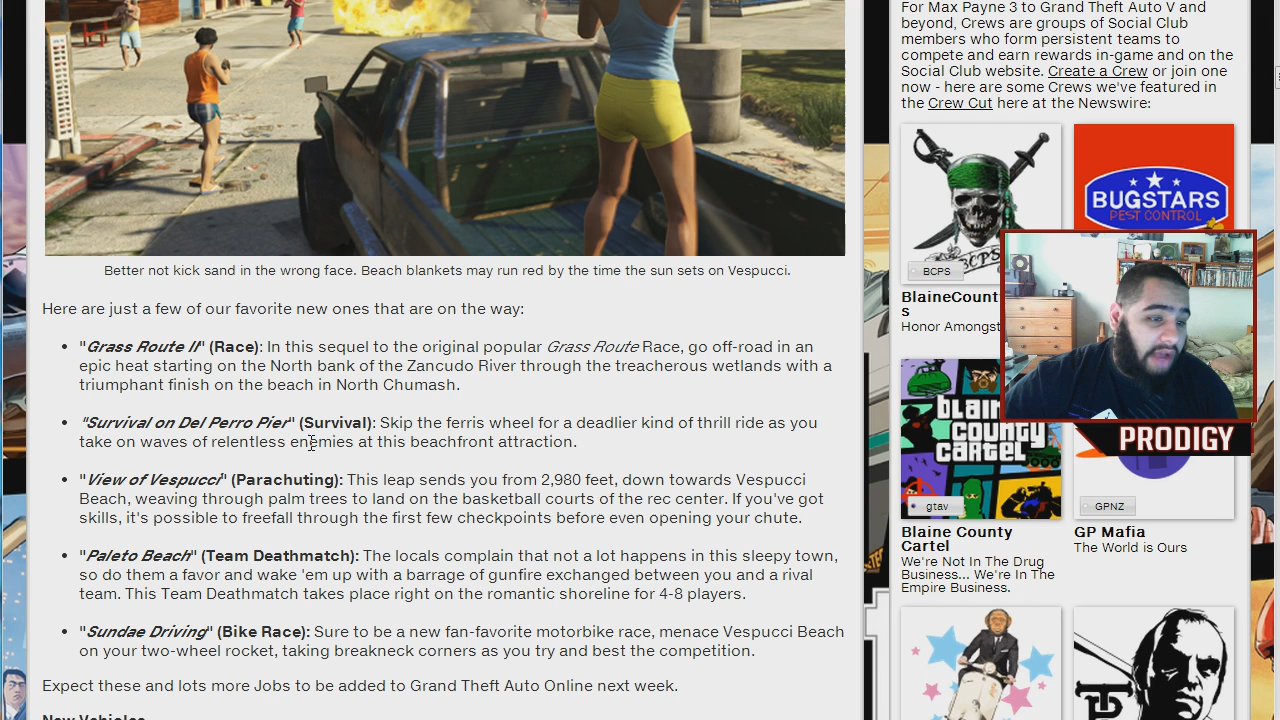 Better not kick sand in the wrong face. Beach blankets may run red by the time the sun sets on Vespucci.
Here are just a few of our favorite new ones that are on the way:
• "Grass Route II" (Race): In this sequel to the original popular Grass Route Race, go off-road in an
epic heat starting on the North bank of the Zancudo River through the treacherous wetlands with a
triumphant finish on the beach in North Chumash.
• "Survival on Del Perro Pier" (Survival): Skip the ferris wheel for a deadlier kind of thrill ride as you
take on waves of relentless enemies at this beachfront attraction.
• "View of Vespucci" (Parachuting): This leap sends you from 2,980 feet, down towards Vespucci
Beach, weaving through palm trees to land on the basketball courts of the rec center. If you've got
skills, it's possible to freefall through the first few checkpoints before even opening your chute.
• "Paleto Beach" (Team Deathmatch): The locals complain that not a lot happens in this sleepy town,
so do them a favor and wake 'em up with a barrage of gunfire exchanged between you and a rival
team. This Team Deathmatch takes place right on the romantic shoreline for 4-8 players.
• "Sundae Driving" (Bike Race): Sure to be a new fan-favorite motorbike race, menace Vespucci Beach
on your two-wheel rocket, taking breakneck corners as you try and best the competition.
Expect these and lots more Jobs to be added to Grand Theft Auto Online next week.
New Vehicles
For Max Payne 3 to Grand Theft Auto V and
beyond, Crews are groups of Social Club
members who form persistent teams to
compete and earn rewards in-game and on the
Social Club website. Create a Crew or join one
now - here are some Crews we've featured in
the Crew Cut here at the Newswire:
BCPS
BCPS
BlaineCount
s
Honor Amongst
BUGSTARS
PEST CONTROL
PRODIGY
blaine
county
cartel
gtav
Blaine County
Cartel
We're Not In The Drug
Business... We're In The
Empire Business.
GPNZ
GP Mafia
The World is Ours